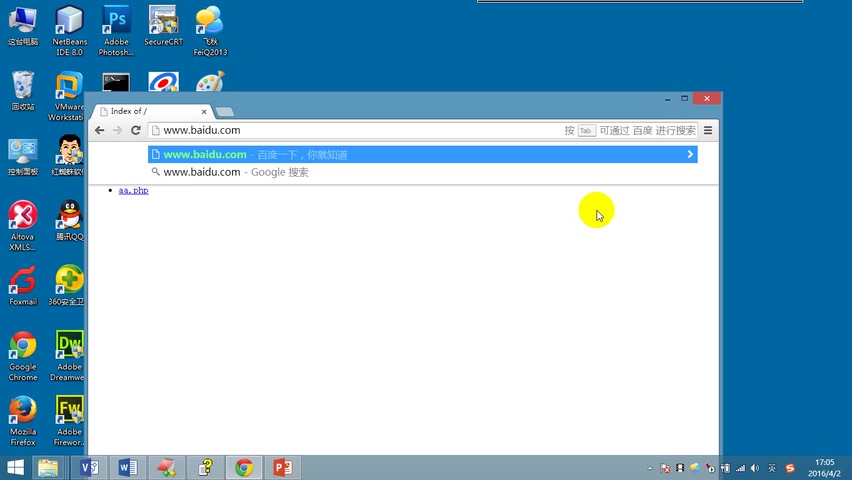 这台电脑
NetBeans
IDE 8.0
Adobe
Photosh...
SecureCRT
飞秋
FeiQ2013
回收站
VMware
Workstati...
控制面板
红蜘蛛软件
Altova
XMLS...
腾讯QQ
Foxmail
360安全卫
Google
Chrome
Adobe
Dreamwe
Mozilla
Firefox
Adobe
Firewor...
Index of /
www.baidu.com
按 Tab 可通过 百度 进行搜索
www.baidu.com - 百度一下，你就知道
www.baidu.com - Google 搜索
aa.php
英
17:05
2016/4/2